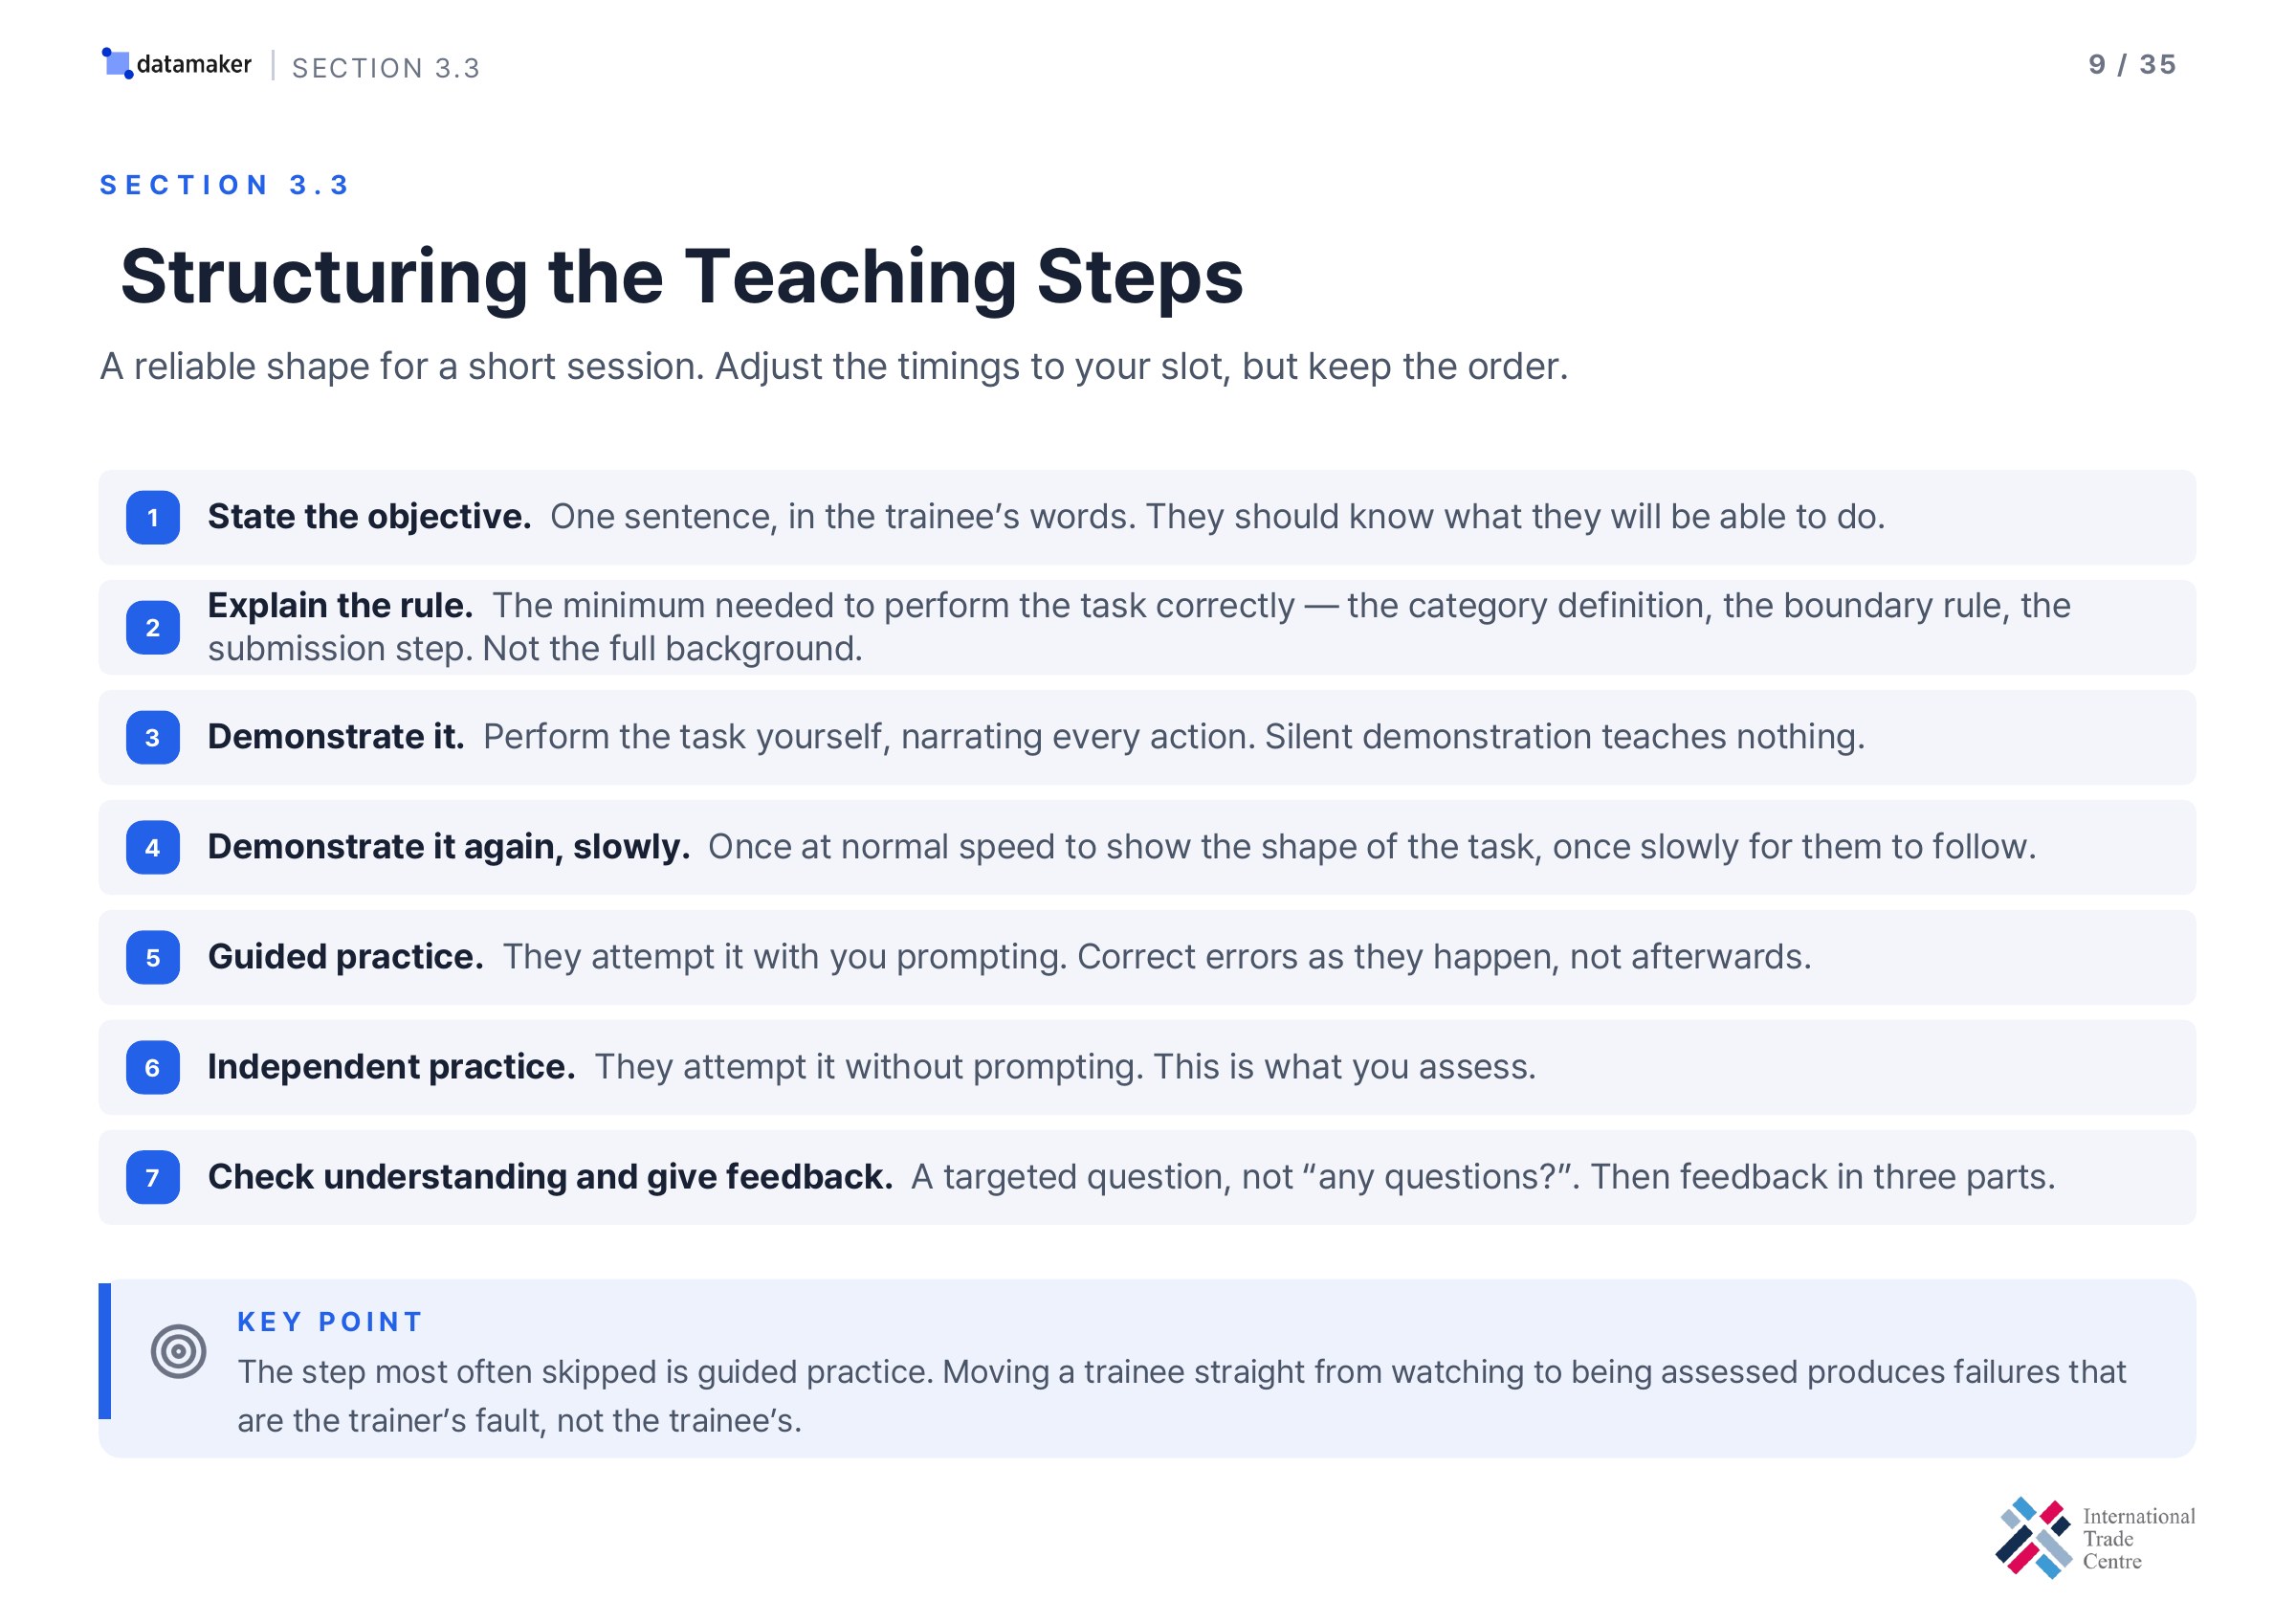 datamaker | SECTION 3.3
9 / 35
SECTION 3.3
Structuring the Teaching Steps
A reliable shape for a short session. Adjust the timings to your slot, but keep the order.
1 State the objective. One sentence, in the trainee’s words. They should know what they will be able to do.
2 Explain the rule. The minimum needed to perform the task correctly — the category definition, the boundary rule, the
submission step. Not the full background.
3 Demonstrate it. Perform the task yourself, narrating every action. Silent demonstration teaches nothing.
4 Demonstrate it again, slowly. Once at normal speed to show the shape of the task, once slowly for them to follow.
5 Guided practice. They attempt it with you prompting. Correct errors as they happen, not afterwards.
6 Independent practice. They attempt it without prompting. This is what you assess.
7 Check understanding and give feedback. A targeted question, not “any questions?”. Then feedback in three parts.
KEY POINT
The step most often skipped is guided practice. Moving a trainee straight from watching to being assessed produces failures that
are the trainer’s fault, not the trainee’s.
International
Trade
Centre